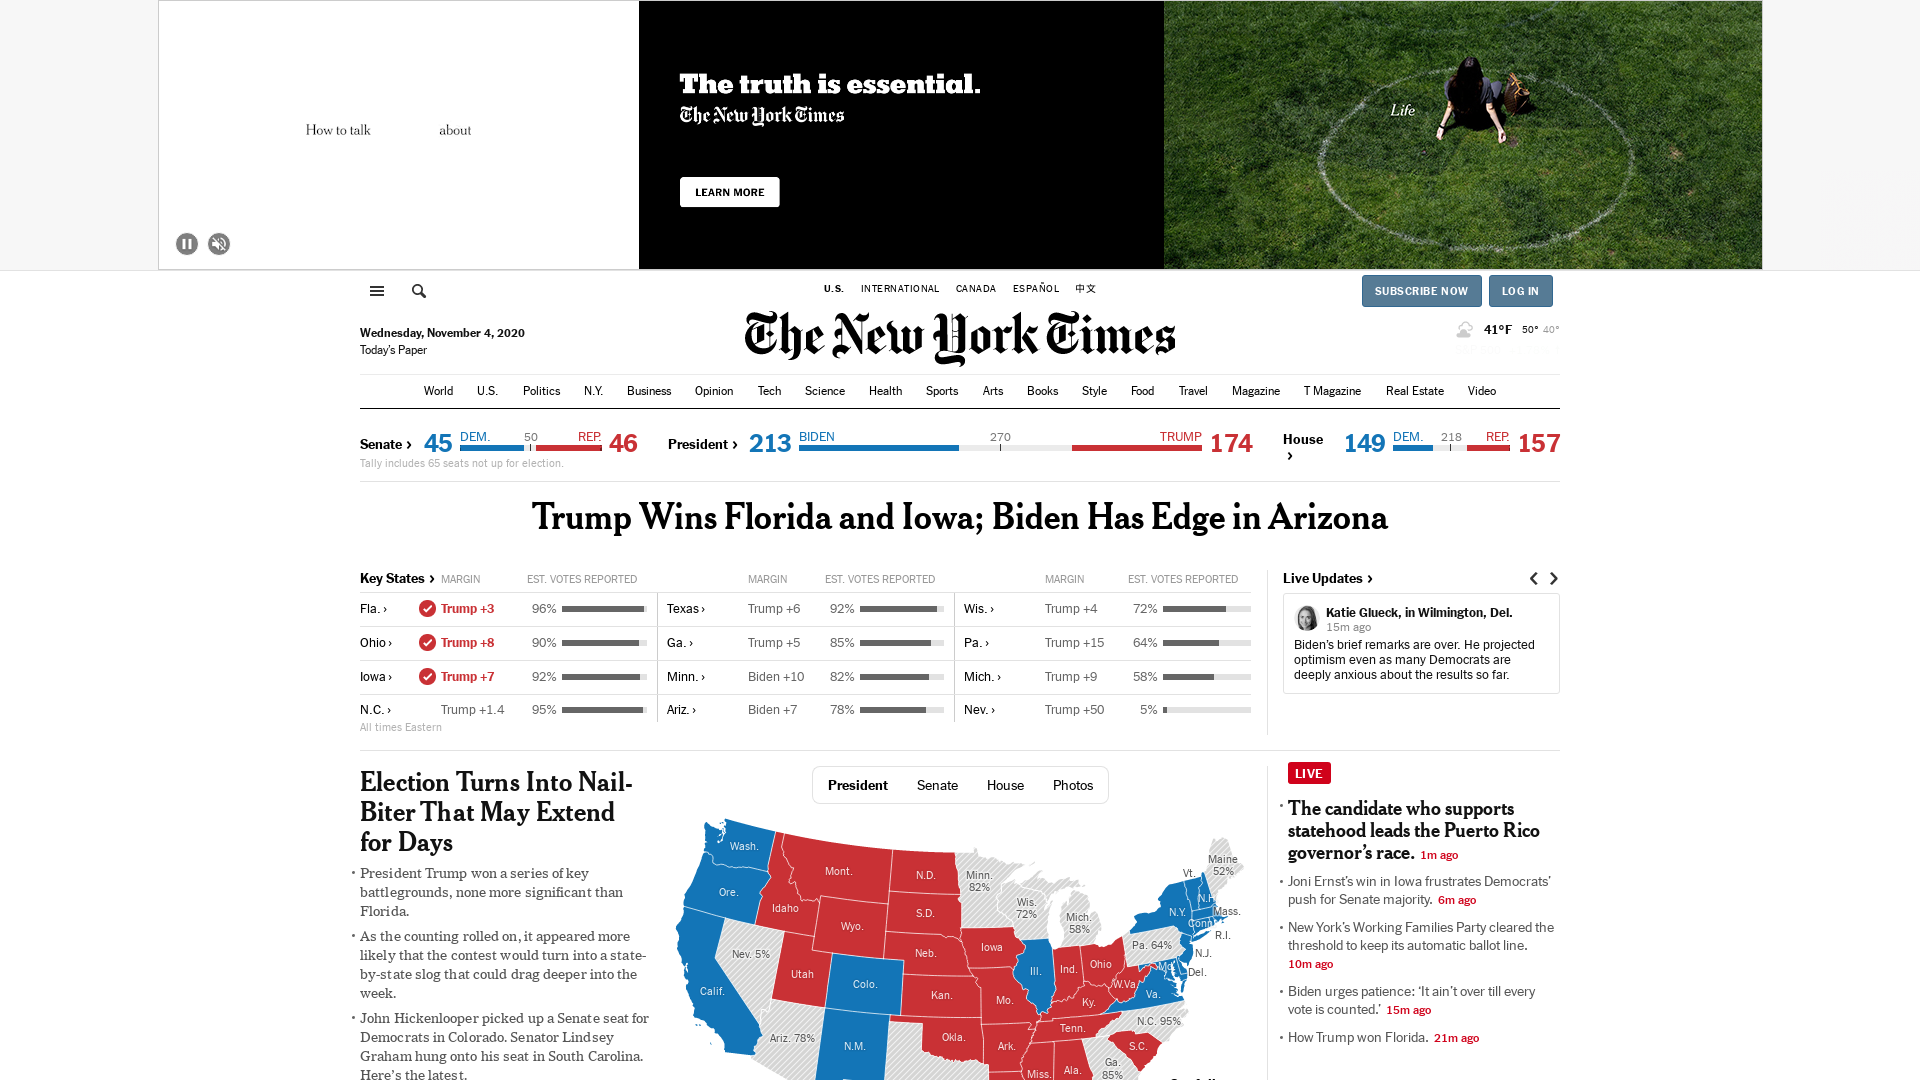 How to talk about
The truth is essential.
The New York Times
LEARN MORE
Life
U.S. INTERNATIONAL CANADA ESPAÑOL 中文
SUBSCRIBE NOW LOG IN
Wednesday, November 4, 2020
Today's Paper
The New York Times
41°F 50° 40°
World U.S. Politics N.Y. Business Opinion Tech Science Health Sports Arts Books Style Food Travel Magazine T Magazine Real Estate Video
Senate › 45 DEM. 50 REP. 46
Tally includes 65 seats not up for election.
President › 213 BIDEN 270 TRUMP 174
House › 149 DEM. 218 REP. 157
Trump Wins Florida and Iowa; Biden Has Edge in Arizona
Key States › MARGIN EST. VOTES REPORTED MARGIN EST. VOTES REPORTED MARGIN EST. VOTES REPORTED
Fla. › Trump +3 96% Texas › Trump +6 92% Wis. › Trump +4 72%
Ohio › Trump +8 90% Ga. › Trump +5 85% Pa. › Trump +15 64%
Iowa › Trump +7 92% Minn. › Biden +10 82% Mich. › Trump +9 58%
N.C. › Trump +1.4 95% Ariz. › Biden +7 78% Nev. › Trump +50 5%
All times Eastern
Live Updates ›
Katie Glueck, in Wilmington, Del.
15m ago
Biden's brief remarks are over. He projected
optimism even as many Democrats are
deeply anxious about the results so far.
Election Turns Into Nail-
Biter That May Extend
for Days
• President Trump won a series of key
battlegrounds, none more significant than
Florida.
• As the counting rolled on, it appeared more
likely that the contest would turn into a state-
by-state slog that could drag deeper into the
week.
• John Hickenlooper picked up a Senate seat for
Democrats in Colorado. Senator Lindsey
Graham hung onto his seat in South Carolina.
Here's the latest.
President Senate House Photos
Wash.
Mont.
N.D.
Minn.
82%
Maine
52%
Vt.
Ore.
Idaho
S.D.
Wis.
72%
N.H.
Mich.
58%
N.Y.
Mass.
Wyo.
Conn.
R.I.
Nev. 5%
Neb.
Iowa
Pa. 64%
N.J.
Utah
Ill.
Ind.
Ohio
Md.
Del.
Calif.
Colo.
Kan.
Mo.
W.Va.
Ky.
Va.
Ariz. 78%
N.M.
Okla.
Ark.
Tenn.
N.C. 95%
S.C.
Miss.
Ala.
Ga.
85%
LIVE
• The candidate who supports
statehood leads the Puerto Rico
governor's race. 1m ago
• Joni Ernst's win in Iowa frustrates Democrats'
push for Senate majority. 6m ago
• New York's Working Families Party cleared the
threshold to keep its automatic ballot line.
10m ago
• Biden urges patience: ‘It ain't over till every
vote is counted.’ 15m ago
• How Trump won Florida. 21m ago